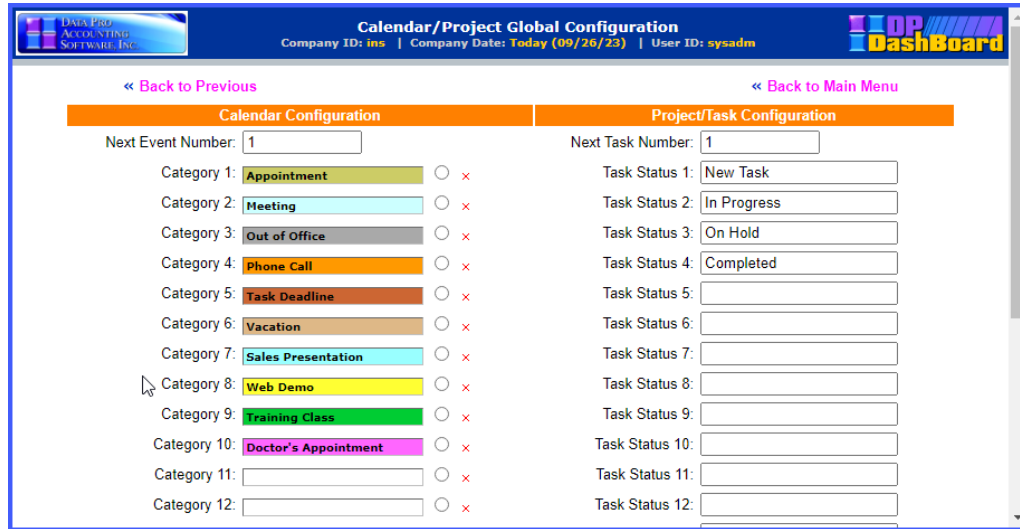 DATA PRO
ACCOUNTING
SOFTWARE, INC.
Calendar/Project Global Configuration
Company ID: ins | Company Date: Today (09/26/23) | User ID: sysadm
DP
DashBoard
« Back to Previous
« Back to Main Menu
Calendar Configuration
Project/Task Configuration
Next Event Number: 1
Next Task Number: 1
Category 1: Appointment
Task Status 1: New Task
Category 2: Meeting
Task Status 2: In Progress
Category 3: Out of Office
Task Status 3: On Hold
Category 4: Phone Call
Task Status 4: Completed
Category 5: Task Deadline
Task Status 5:
Category 6: Vacation
Task Status 6:
Category 7: Sales Presentation
Task Status 7:
Category 8: Web Demo
Task Status 8:
Category 9: Training Class
Task Status 9:
Category 10: Doctor's Appointment
Task Status 10:
Category 11:
Task Status 11:
Category 12:
Task Status 12: